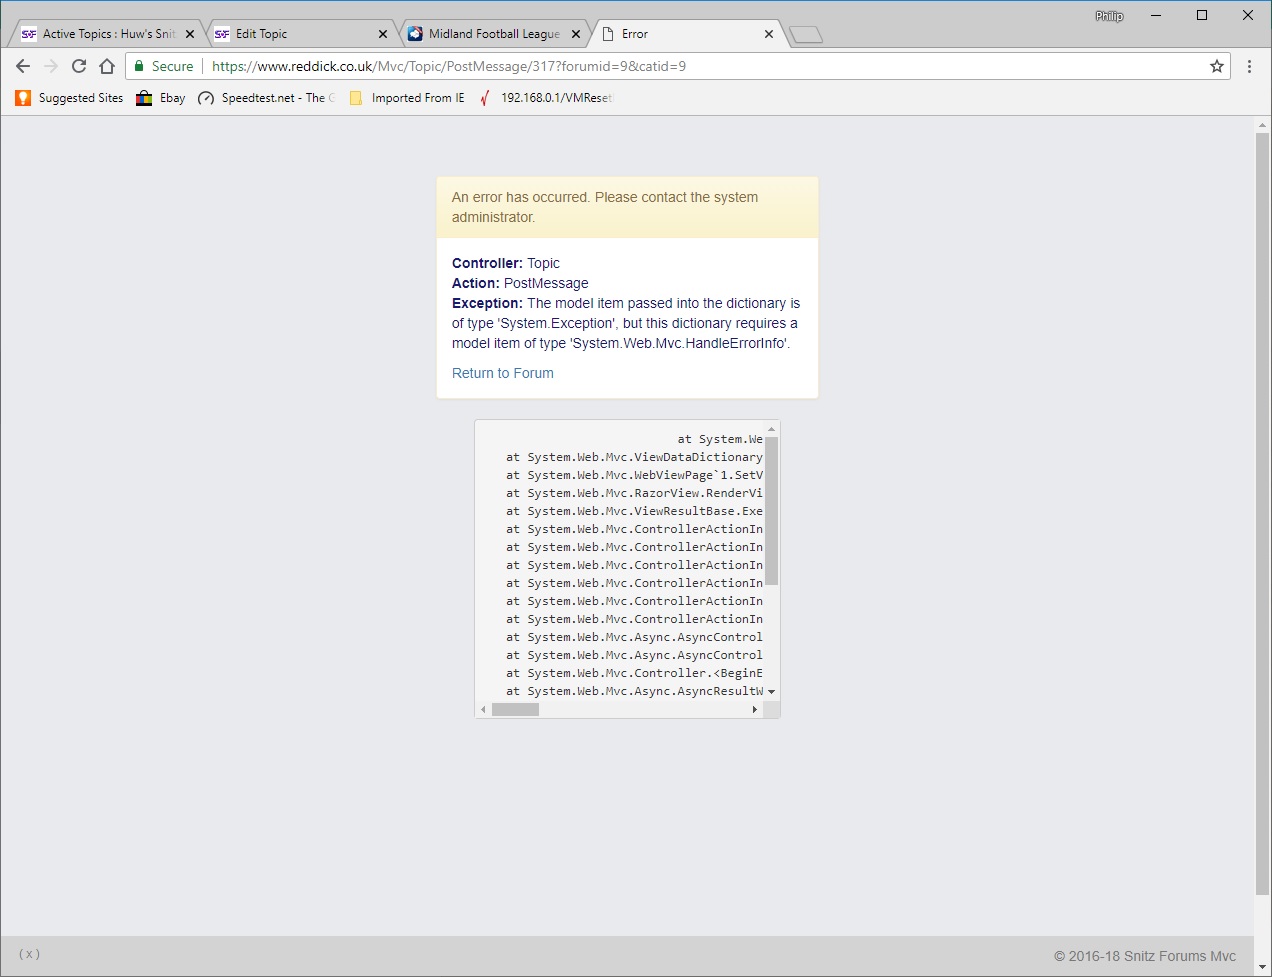 Philip
Active Topics : Huw's Snit
Edit Topic
Midland Football League
Error
Secure
https://www.reddick.co.uk/Mvc/Topic/PostMessage/317?forumid=9&catid=9
Suggested Sites
Ebay
Speedtest.net - The G
Imported From IE
192.168.0.1/VMReset
An error has occurred. Please contact the system
administrator.
Controller: Topic
Action: PostMessage
Exception: The model item passed into the dictionary is
of type 'System.Exception', but this dictionary requires a
model item of type 'System.Web.Mvc.HandleErrorInfo'.
Return to Forum
at System.We
at System.Web.Mvc.ViewDataDictionary
at System.Web.Mvc.WebViewPage`1.SetV
at System.Web.Mvc.RazorView.RenderVi
at System.Web.Mvc.ViewResultBase.Exe
at System.Web.Mvc.ControllerActionIn
at System.Web.Mvc.ControllerActionIn
at System.Web.Mvc.ControllerActionIn
at System.Web.Mvc.ControllerActionIn
at System.Web.Mvc.ControllerActionIn
at System.Web.Mvc.ControllerActionIn
at System.Web.Mvc.Async.AsyncControl
at System.Web.Mvc.Async.AsyncControl
at System.Web.Mvc.Controller.<BeginE
at System.Web.Mvc.Async.AsyncResultW
( x )
© 2016-18 Snitz Forums Mvc